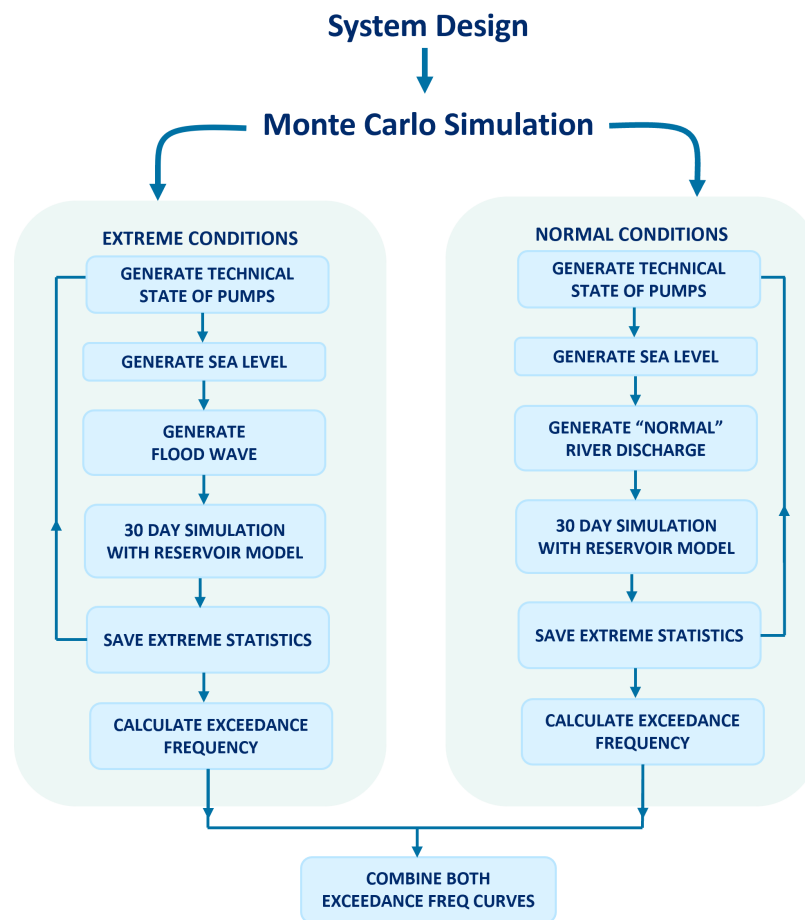 System Design
Monte Carlo Simulation
EXTREME CONDITIONS
GENERATE TECHNICAL
STATE OF PUMPS
GENERATE SEA LEVEL
GENERATE
FLOOD WAVE
30 DAY SIMULATION
WITH RESERVOIR MODEL
SAVE EXTREME STATISTICS
CALCULATE EXCEEDANCE
FREQUENCY
NORMAL CONDITIONS
GENERATE TECHNICAL
STATE OF PUMPS
GENERATE SEA LEVEL
GENERATE “NORMAL”
RIVER DISCHARGE
30 DAY SIMULATION
WITH RESERVOIR MODEL
SAVE EXTREME STATISTICS
CALCULATE EXCEEDANCE
FREQUENCY
COMBINE BOTH
EXCEEDANCE FREQ CURVES